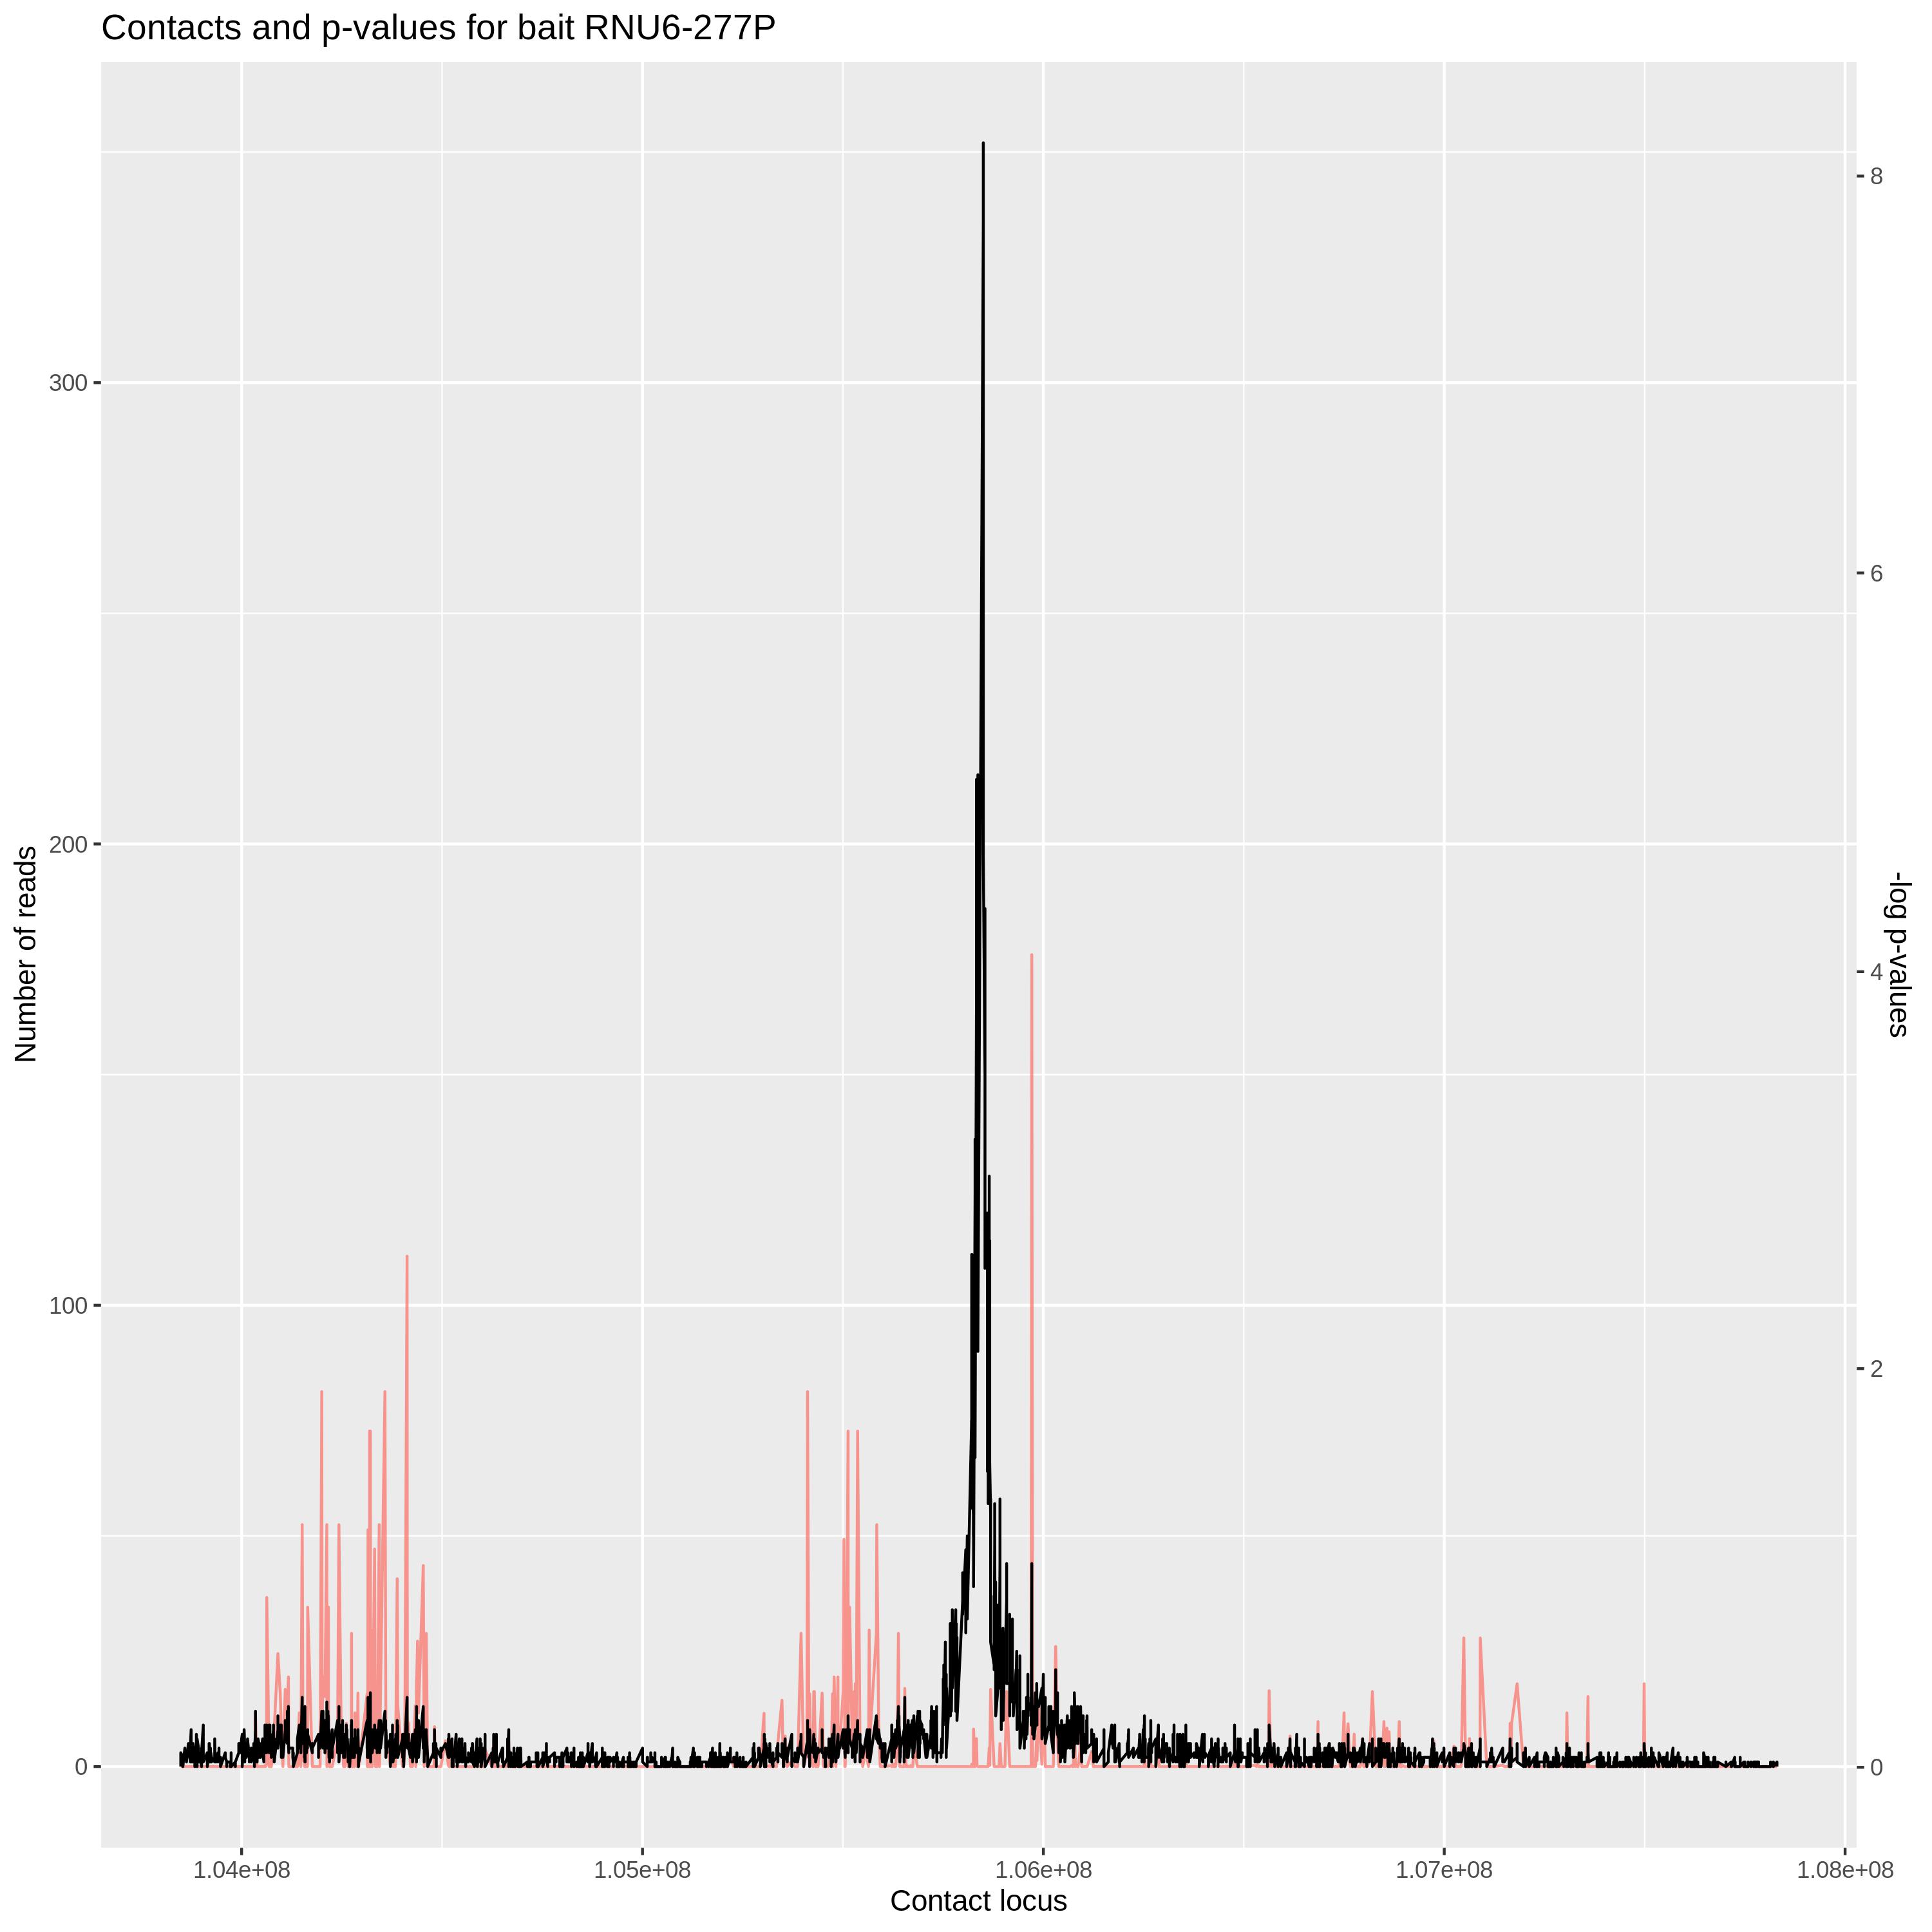 Contacts and p-values for bait RNU6-277P
300
200
100
0
Number of reads
8
6
4
2
0
-log p-values
1.04e+08
1.05e+08
1.06e+08
1.07e+08
1.08e+08
Contact locus